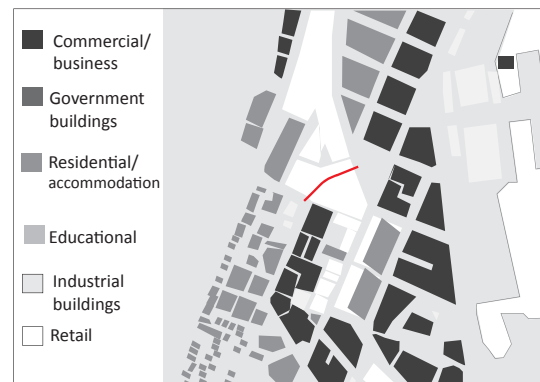 Commercial/
business
Government
buildings
Residential/
accommodation
Educational
Industrial
buildings
Retail